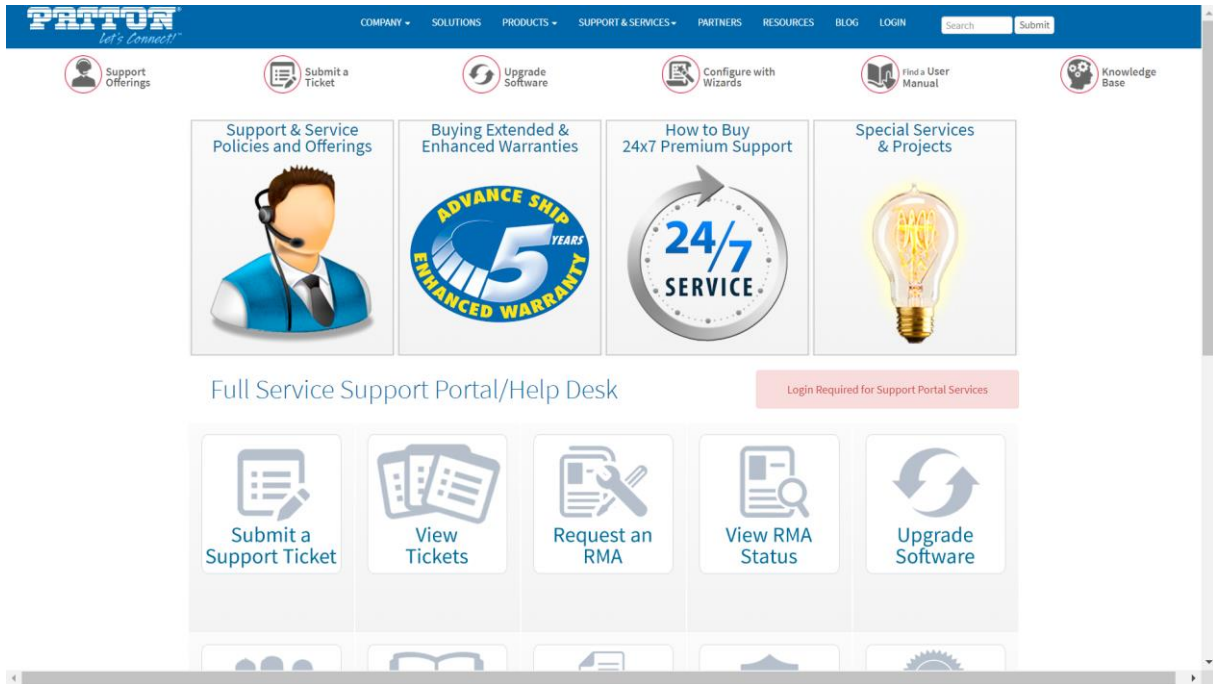 PATTON®
Let's Connect!™
COMPANY SOLUTIONS PRODUCTS SUPPORT & SERVICES PARTNERS RESOURCES BLOG LOGIN Search Submit
Support
Offerings
Submit a
Ticket
Upgrade
Software
Configure with
Wizards
Find a User
Manual
Knowledge
Base
Support & Service
Policies and Offerings
Buying Extended &
Enhanced Warranties
ADVANCE SHIP
5 YEARS
ENHANCED WARRANTY
How to Buy
24x7 Premium Support
24/7
SERVICE
Special Services
& Projects
Full Service Support Portal/Help Desk
Login Required for Support Portal Services
Submit a
Support Ticket
View
Tickets
Request an
RMA
View RMA
Status
Upgrade
Software